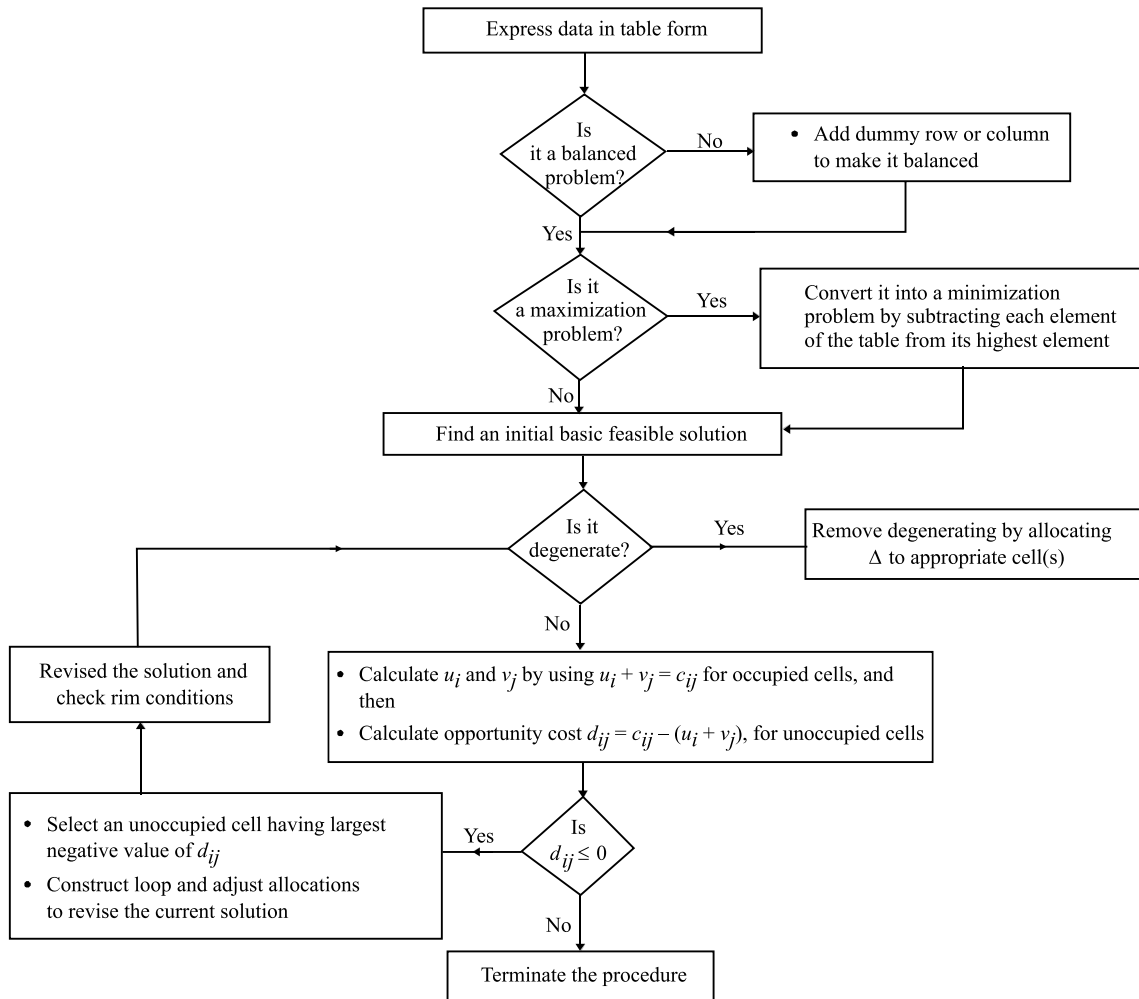 Express data in table form
Is
it a balanced
problem?
No
• Add dummy row or column
to make it balanced
Yes
Is it
a maximization
problem?
Yes
Convert it into a minimization
problem by subtracting each element
of the table from its highest element
No
Find an initial basic feasible solution
Is it
degenerate?
Yes
Remove degenerating by allocating
Δ to appropriate cell(s)
No
Revised the solution and
check rim conditions
• Calculate u_i and v_j by using u_i + v_j = c_ij for occupied cells, and
then
• Calculate opportunity cost d_ij = c_ij – (u_i + v_j), for unoccupied cells
• Select an unoccupied cell having largest
negative value of d_ij
• Construct loop and adjust allocations
to revise the current solution
Yes
Is
d_ij ≤ 0
No
Terminate the procedure